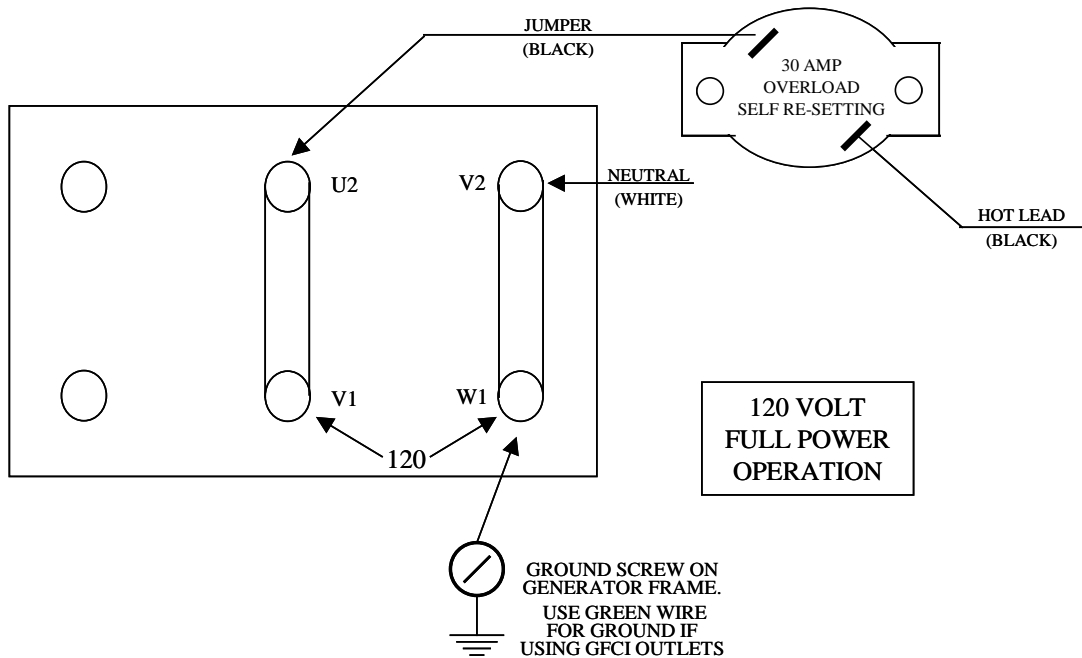 JUMPER
(BLACK)
30 AMP
OVERLOAD
SELF RE-SETTING
U2
V2
NEUTRAL
(WHITE)
HOT LEAD
(BLACK)
V1
W1
120
120 VOLT
FULL POWER
OPERATION
GROUND SCREW ON
GENERATOR FRAME.
USE GREEN WIRE
FOR GROUND IF
USING GFCI OUTLETS